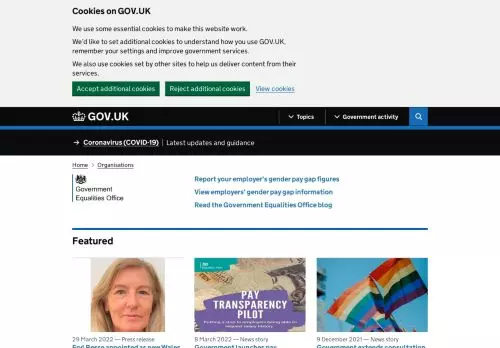 Cookies on GOV.UK
We use some essential cookies to make this website work.
We'd like to set additional cookies to understand how you use GOV.UK,
remember your settings and improve government services.
We also use cookies set by other sites to help us deliver content from their
services.
Accept additional cookies Reject additional cookies View cookies
GOV.UK Topics Government activity
→ Coronavirus (COVID-19) Latest updates and guidance
Home > Organisations
Government
Equalities Office
Report your employer's gender pay gap figures
View employers' gender pay gap information
Read the Government Equalities Office blog
Featured
PAY
TRANSPARENCY
PILOT
29 March 2022 — Press release
8 March 2022 — News story
9 December 2021 — News story
appointed as new Wales
Government launches pay
Government extends consultation